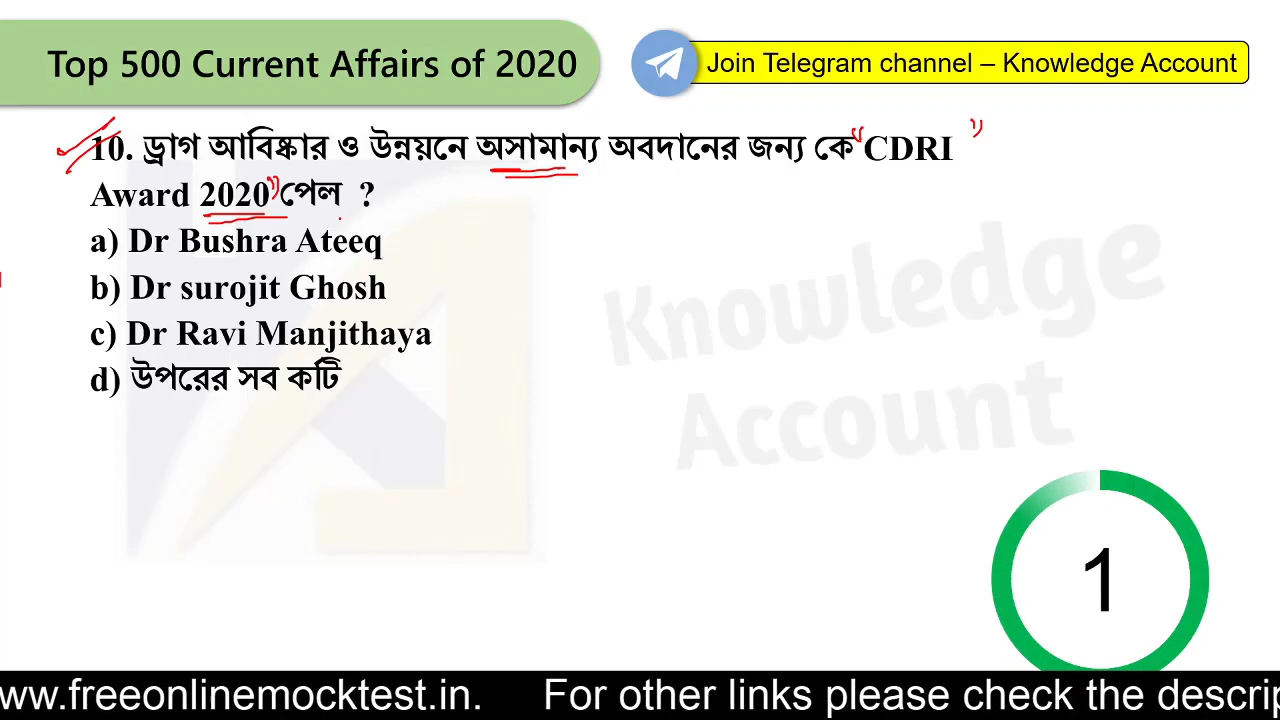 Top 500 Current Affairs of 2020
Join Telegram channel – Knowledge Account
10. ড্রাগ আবিষ্কার ও উন্নয়নে অসামান্য অবদানের জন্য কে CDRI
Award 2020 পেল ?
a) Dr Bushra Ateeq
b) Dr surojit Ghosh
c) Dr Ravi Manjithaya
d) উপরের সব কটি
Knowledge
Account
1
ww.freeonlinemocktest.in. For other links please check the descrip